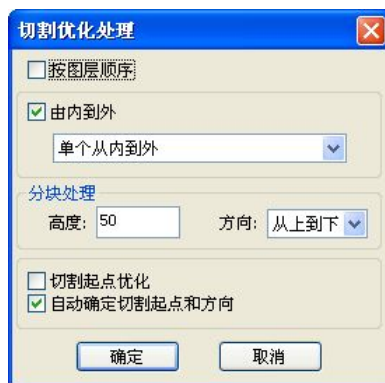 切割优化处理
按图层顺序
由内到外
单个从内到外
分块处理
高度: 50 方向: 从上到下
切割起点优化
自动确定切割起点和方向
确定 取消